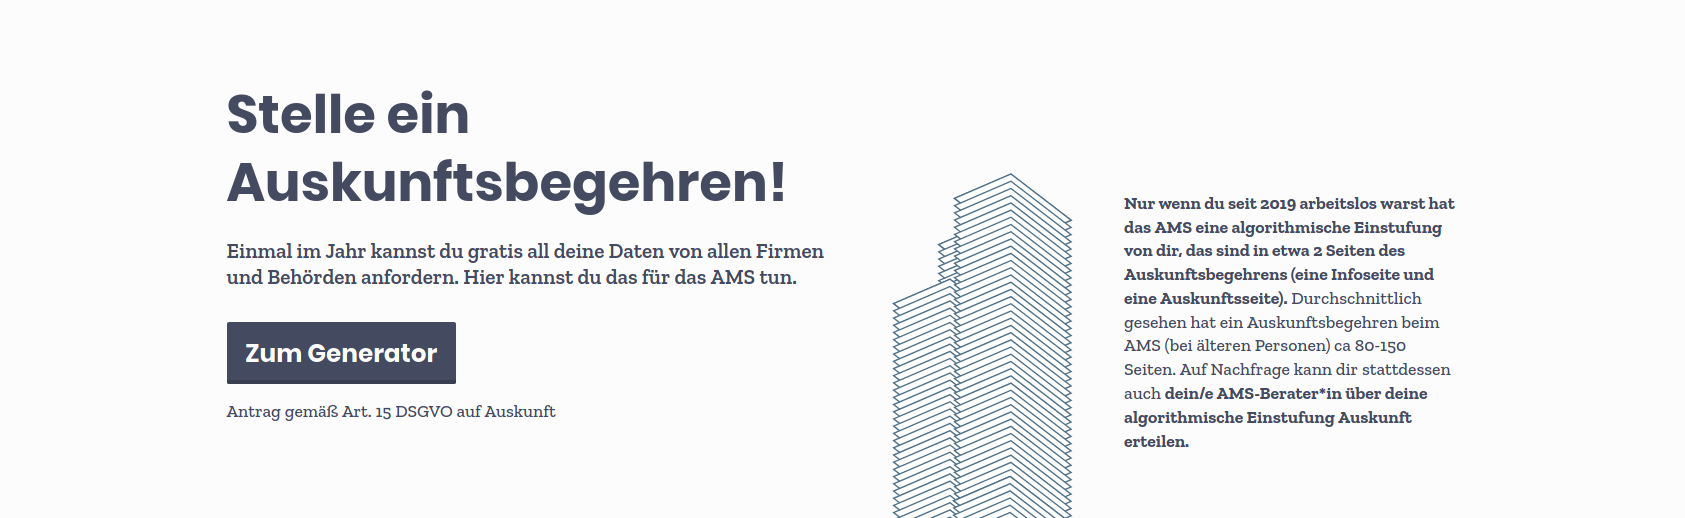 Stelle ein
Auskunftsbegehren!
Einmal im Jahr kannst du gratis all deine Daten von allen Firmen
und Behörden anfordern. Hier kannst du das für das AMS tun.
Zum Generator
Antrag gemäß Art. 15 DSGVO auf Auskunft
Nur wenn du seit 2019 arbeitslos warst hat
das AMS eine algorithmische Einstufung
von dir, das sind in etwa 2 Seiten des
Auskunftsbegehrens (eine Infoseite und
eine Auskunftsseite). Durchschnittlich
gesehen hat ein Auskunftsbegehren beim
AMS (bei älteren Personen) ca 80-150
Seiten. Auf Nachfrage kann dir stattdessen
auch dein/e AMS-Berater*in über deine
algorithmische Einstufung Auskunft
erteilen.